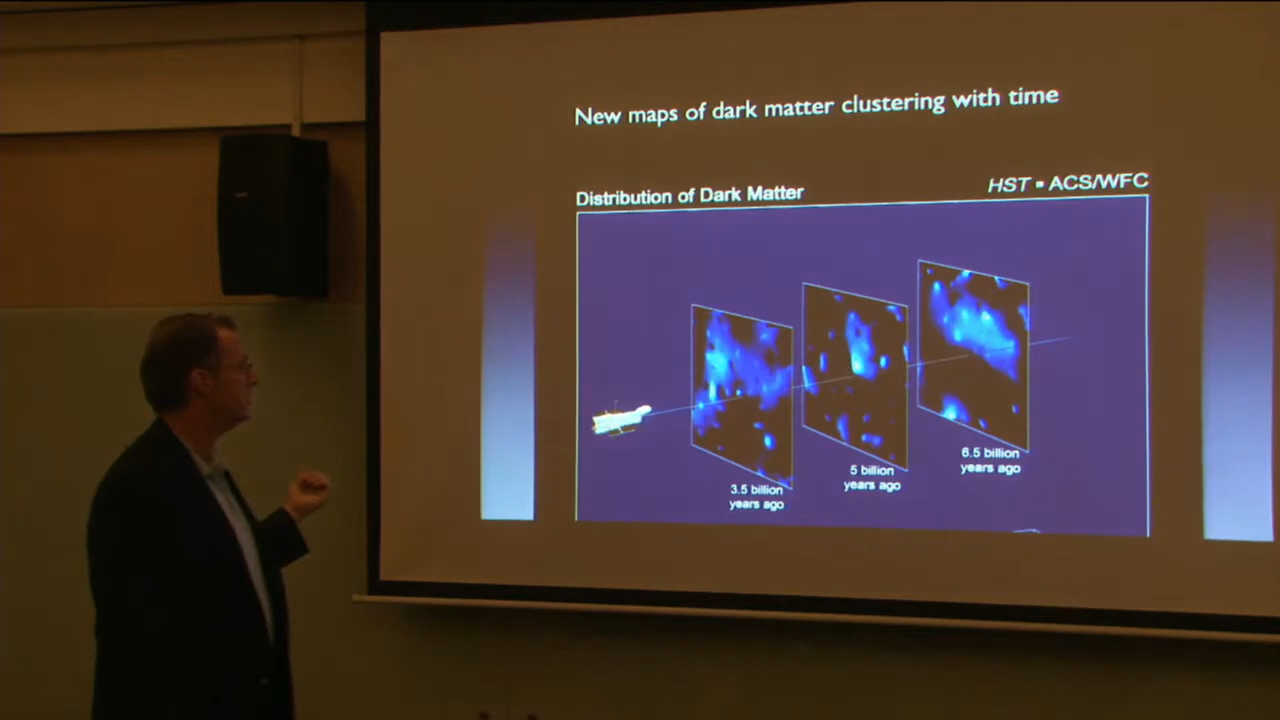 New maps of dark matter clustering with time
Distribution of Dark Matter
HST ▪ ACS/WFC
3.5 billion
years ago
5 billion
years ago
6.5 billion
years ago